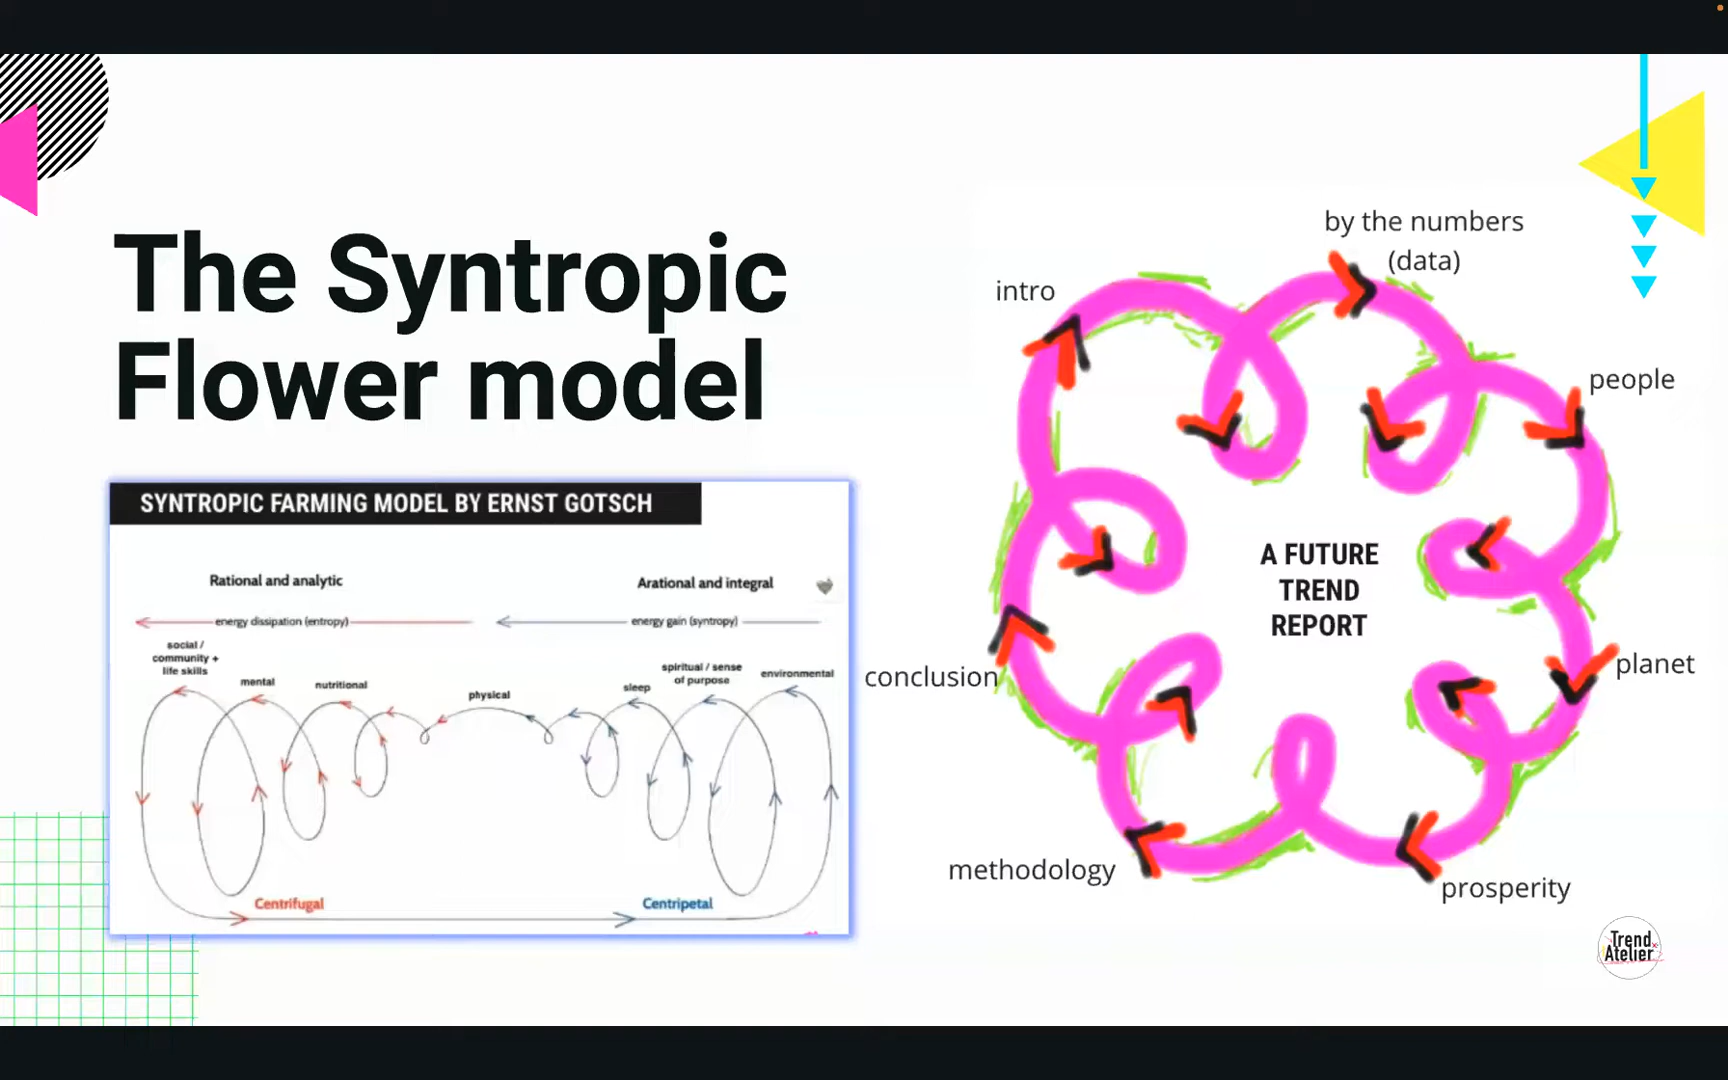 The Syntropic
Flower model
SYNTROPIC FARMING MODEL BY ERNST GOTSCH
Rational and analytic
Arational and integral
energy dissipation (entropy)
energy gain (syntropy)
social /
community +
life skills
mental
nutritional
physical
sleep
spiritual / sense
of purpose
environmental
Centrifugal
Centripetal
by the numbers
(data)
intro
people
A FUTURE
TREND
REPORT
planet
conclusion
methodology
prosperity
Trend
Atelier